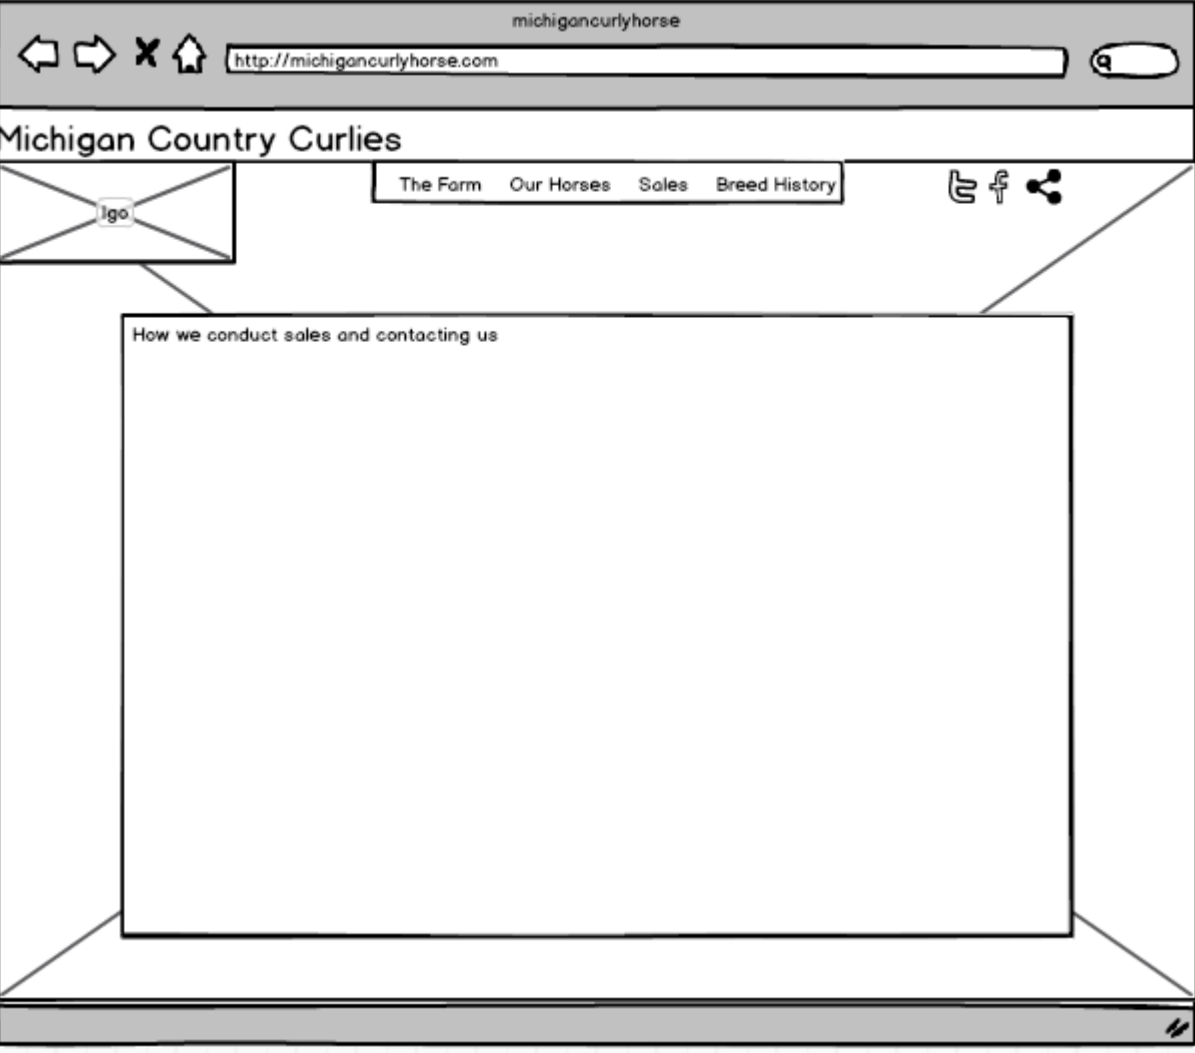 michigancurlyhorse
http://michigancurlyhorse.com
Michigan Country Curlies
lgo
The Farm Our Horses Sales Breed History
How we conduct sales and contacting us